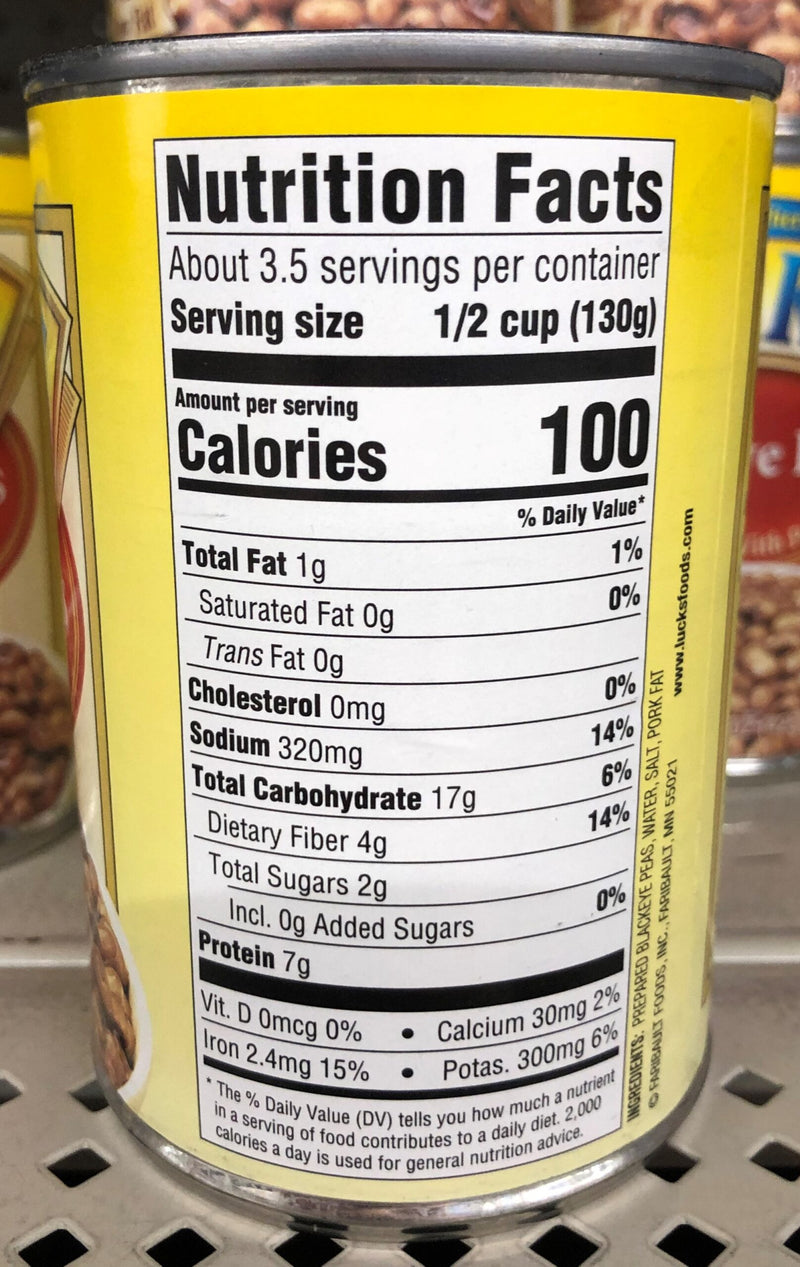 Nutrition Facts
About 3.5 servings per container
Serving size 1/2 cup (130g)
Amount per serving
Calories 100
% Daily Value*
Total Fat 1g 1%
Saturated Fat 0g 0%
Trans Fat 0g
Cholesterol 0mg 0%
Sodium 320mg 14%
Total Carbohydrate 17g 6%
Dietary Fiber 4g 14%
Total Sugars 2g
Incl. 0g Added Sugars 0%
Protein 7g
Vit. D 0mcg 0% • Calcium 30mg 2%
Iron 2.4mg 15% • Potas. 300mg 6%
* The % Daily Value (DV) tells you how much a nutrient
in a serving of food contributes to a daily diet. 2,000
calories a day is used for general nutrition advice.
INGREDIENTS: PREPARED BLACKEYE PEAS, WATER, SALT, PORK FAT
© FARIBAULT FOODS, INC., FARIBAULT, MN 55021
www.lucksfoods.com